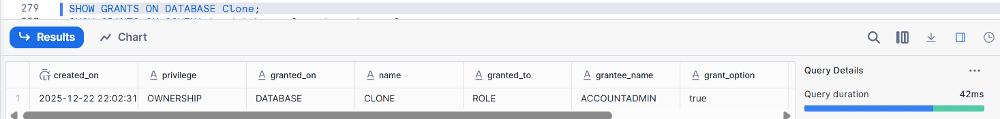 279 SHOW GRANTS ON DATABASE Clone;
Results Chart
created_on privilege granted_on name granted_to grantee_name grant_option
1 2025-12-22 22:02:31 OWNERSHIP DATABASE CLONE ROLE ACCOUNTADMIN true
Query Details ...
Query duration 42ms